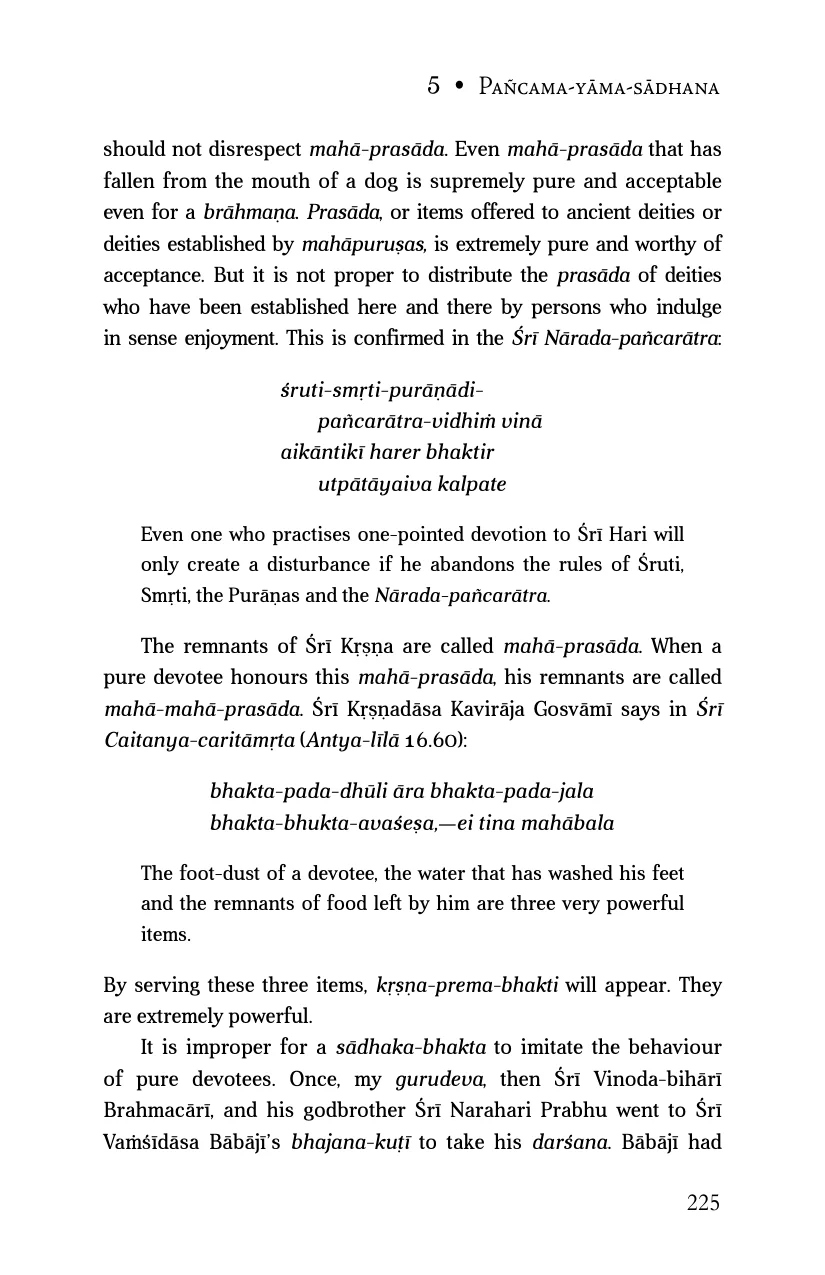 5 • Pañcama-yāma-sādhana
should not disrespect mahā-prasāda. Even mahā-prasāda that has
fallen from the mouth of a dog is supremely pure and acceptable
even for a brāhmaṇa. Prasāda, or items offered to ancient deities or
deities established by mahāpuruṣas, is extremely pure and worthy of
acceptance. But it is not proper to distribute the prasāda of deities
who have been established here and there by persons who indulge
in sense enjoyment. This is confirmed in the Śrī Nārada-pañcarātra:
śruti-smṛti-purāṇādi-
pañcarātra-vidhiṁ vinā
aikāntikī harer bhaktir
utpātāyaiva kalpate
Even one who practises one-pointed devotion to Śrī Hari will
only create a disturbance if he abandons the rules of Śruti,
Smṛti, the Purāṇas and the Nārada-pañcarātra.
The remnants of Śrī Kṛṣṇa are called mahā-prasāda. When a
pure devotee honours this mahā-prasāda, his remnants are called
mahā-mahā-prasāda. Śrī Kṛṣṇadāsa Kavirāja Gosvāmī says in Śrī
Caitanya-caritāmṛta (Antya-līlā 16.60):
bhakta-pada-dhūli āra bhakta-pada-jala
bhakta-bhukta-avaśeṣa,—ei tina mahābala
The foot-dust of a devotee, the water that has washed his feet
and the remnants of food left by him are three very powerful
items.
By serving these three items, kṛṣṇa-prema-bhakti will appear. They
are extremely powerful.
It is improper for a sādhaka-bhakta to imitate the behaviour
of pure devotees. Once, my gurudeva, then Śrī Vinoda-bihārī
Brahmacārī, and his godbrother Śrī Narahari Prabhu went to Śrī
Vaṁśīdāsa Bābājī's bhajana-kuṭī to take his darśana. Bābājī had
225